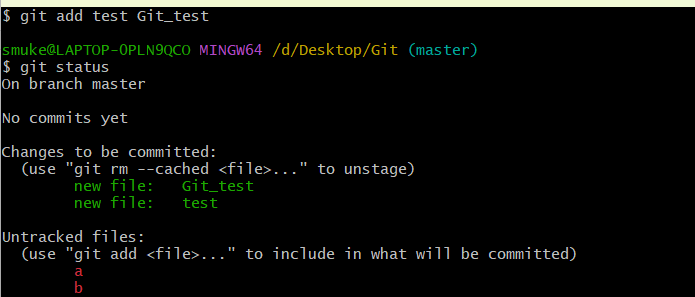 $ git add test Git_test
smuke@LAPTOP-OPLN9QCO MINGW64 /d/Desktop/Git (master)
$ git status
On branch master
No commits yet
Changes to be committed:
(use "git rm --cached <file>..." to unstage)
new file: Git_test
new file: test
Untracked files:
(use "git add <file>..." to include in what will be committed)
a
b